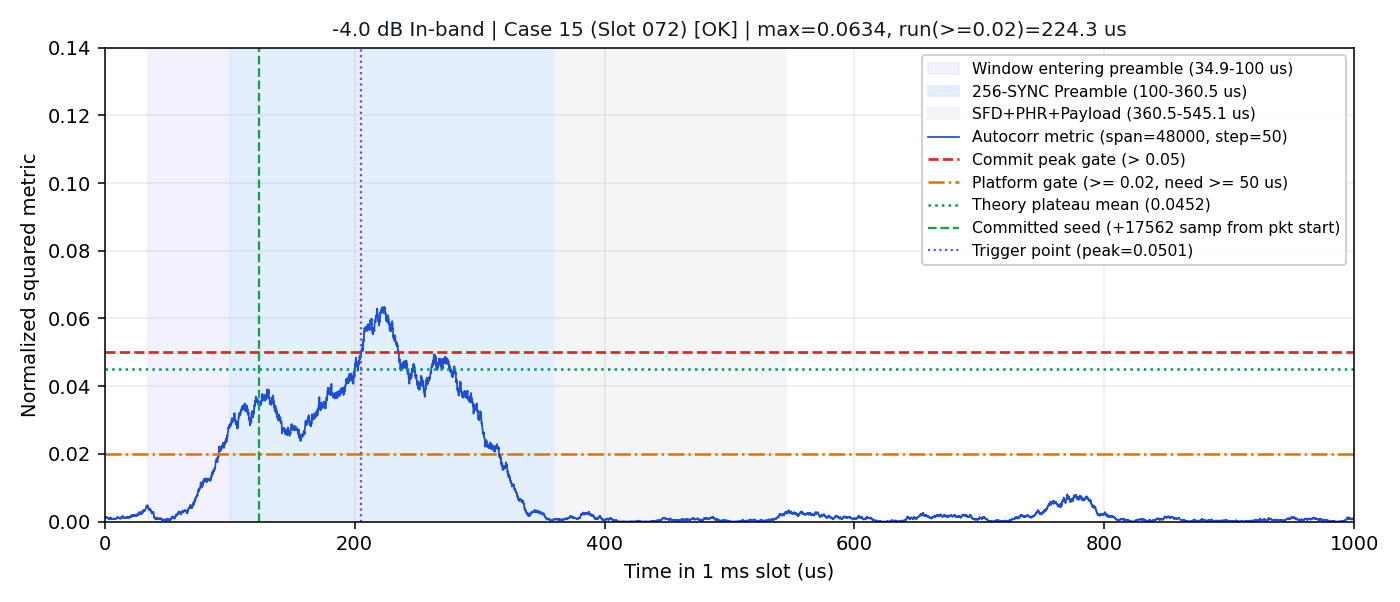 -4.0 dB In-band | Case 15 (Slot 072) [OK] | max=0.0634, run(>=0.02)=224.3 us
Normalized squared metric
0.14
0.12
0.10
0.08
0.06
0.04
0.02
0.00
Window entering preamble (34.9-100 us)
256-SYNC Preamble (100-360.5 us)
SFD+PHR+Payload (360.5-545.1 us)
Autocorr metric (span=48000, step=50)
Commit peak gate (> 0.05)
Platform gate (>= 0.02, need >= 50 us)
Theory plateau mean (0.0452)
Committed seed (+17562 samp from pkt start)
Trigger point (peak=0.0501)
0 200 400 600 800 1000
Time in 1 ms slot (us)